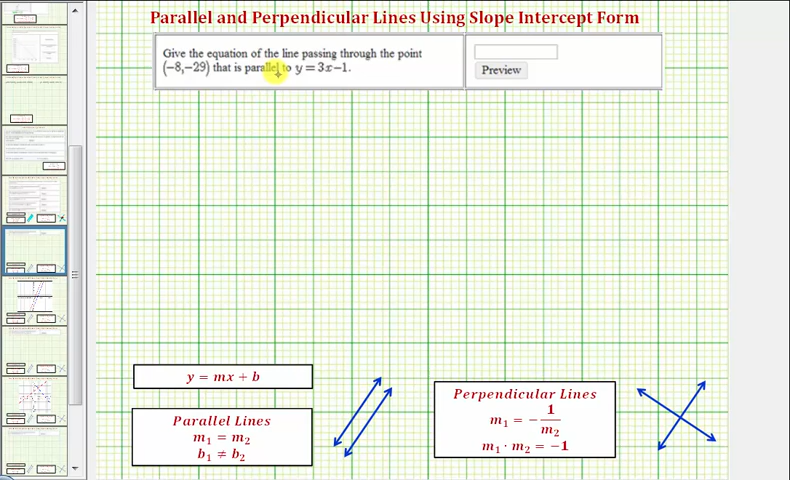 Parallel and Perpendicular Lines Using Slope Intercept Form
Give the equation of the line passing through the point
(−8,−29) that is parallel to y = 3x−1.
Preview
y = mx + b
Parallel Lines
m₁ = m₂
b₁ ≠ b₂
Perpendicular Lines
m₁ = −1/m₂
m₁ · m₂ = −1